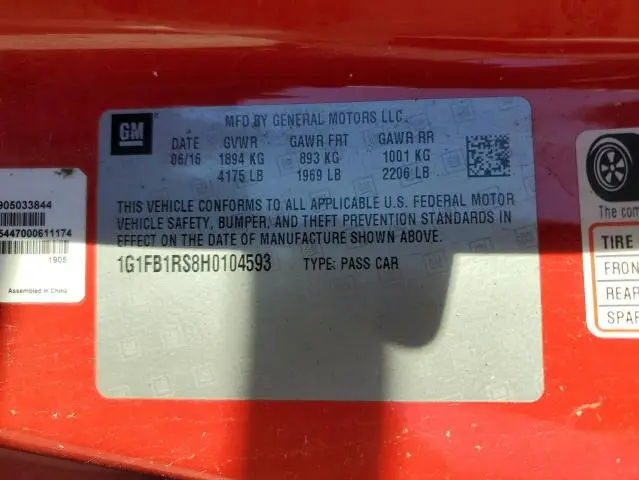 GM
MFD BY GENERAL MOTORS LLC.
DATE GVWR GAWR FRT GAWR RR
06/16 1894 KG 893 KG 1001 KG
4175 LB 1969 LB 2206 LB
THIS VEHICLE CONFORMS TO ALL APPLICABLE U.S. FEDERAL MOTOR
VEHICLE SAFETY, BUMPER, AND THEFT PREVENTION STANDARDS IN
EFFECT ON THE DATE OF MANUFACTURE SHOWN ABOVE.
1G1FB1RS8H0104593 TYPE: PASS CAR
905033844
5447000611174
1905
Assembled in China
The com
TIRE
FRON
REAR
SPAR